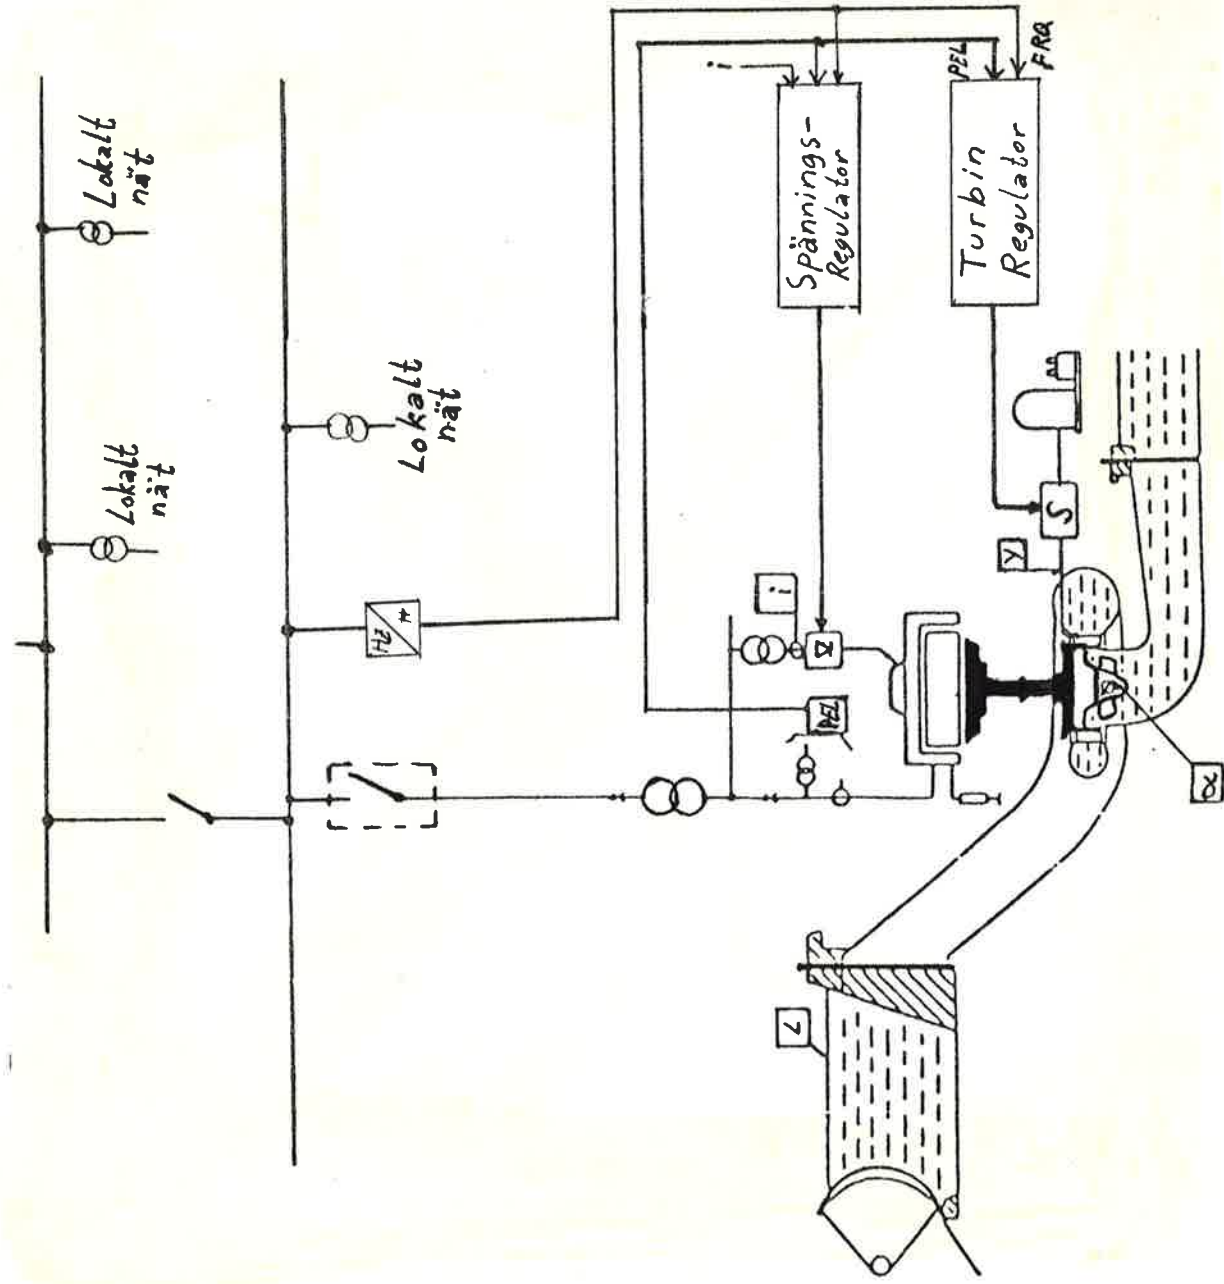 Lokalt
nät
Lokalt
nät
Lokalt
nät
i
PEL
FRQ
Spännings-
Regulator
Turbin
Regulator
Hz
i
PEL
S
Y
L
α